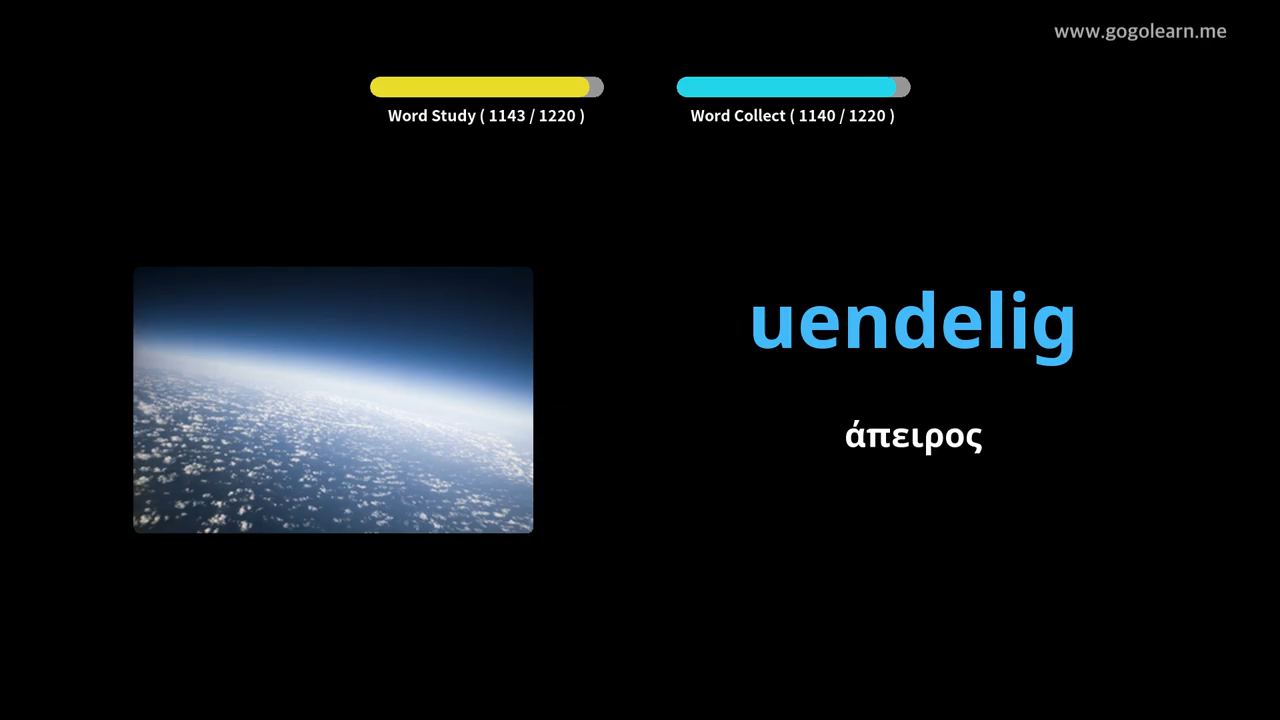 www.gogolearn.me
Word Study ( 1143 / 1220 )
Word Collect ( 1140 / 1220 )
uendelig
άπειρος